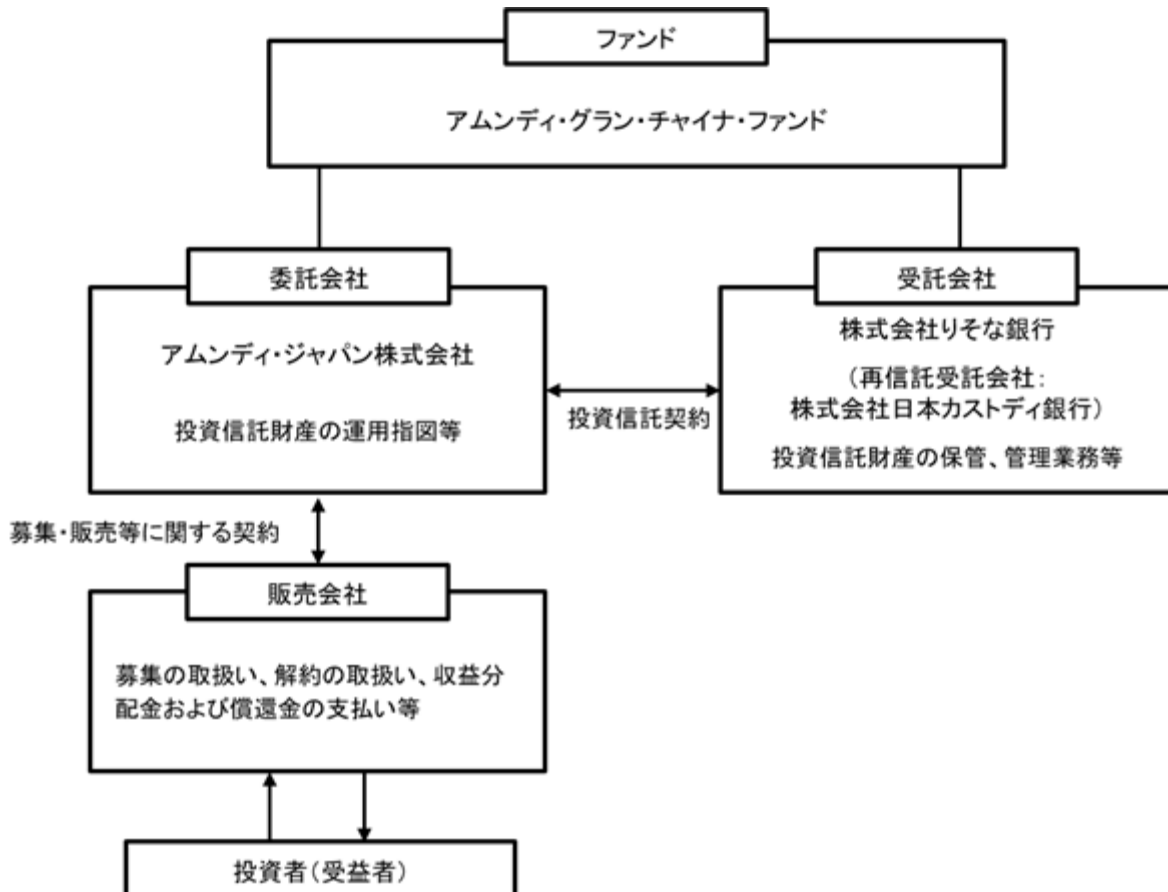 ファンド
アムンディ・グラン・チャイナ・ファンド
委託会社
アムンディ・ジャパン株式会社
投資信託財産の運用指図等
投資信託契約
受託会社
株式会社りそな銀行
（再信託受託会社：
株式会社日本カストディ銀行）
投資信託財産の保管、管理業務等
募集・販売等に関する契約
販売会社
募集の取扱い、解約の取扱い、収益分
配金および償還金の支払い等
投資者（受益者）